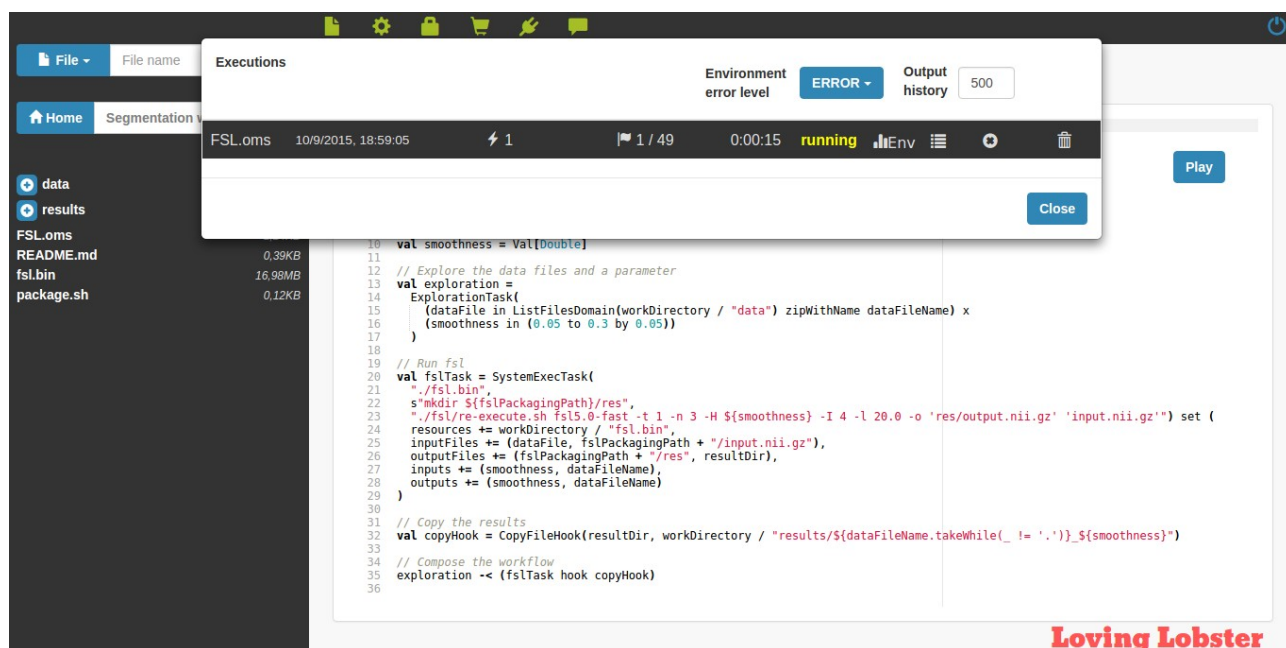 File
File name
Executions
Environment error level
ERROR
Output history
500
Home
Segmentation
FSL.oms 10/9/2015, 18:59:05 1 1 / 49 0:00:15 running Env
Play
data
results
Close
FSL.oms
README.md 0,39KB
fsl.bin 16,98MB
package.sh 0,12KB
10 val smoothness = Val[Double]
11
12 // Explore the data files and a parameter
13 val exploration =
14 ExplorationTask(
15 (dataFile in ListFilesDomain(workDirectory / "data") zipWithName dataFileName) x
16 (smoothness in (0.05 to 0.3 by 0.05))
17 )
18
19 // Run fsl
20 val fslTask = SystemExecTask(
21 "./fsl.bin",
22 s"mkdir ${fslPackagingPath}/res",
23 "./fsl/re-execute.sh fsl5.0-fast -t 1 -n 3 -H ${smoothness} -I 4 -l 20.0 -o 'res/output.nii.gz' 'input.nii.gz'") set (
24 resources += workDirectory / "fsl.bin",
25 inputFiles += (dataFile, fslPackagingPath + "/input.nii.gz"),
26 outputFiles += (fslPackagingPath + "/res", resultDir),
27 inputs += (smoothness, dataFileName),
28 outputs += (smoothness, dataFileName)
29 )
30
31 // Copy the results
32 val copyHook = CopyFileHook(resultDir, workDirectory / "results/${dataFileName.takeWhile(_ != '.')}_${smoothness}")
33
34 // Compose the workflow
35 exploration -< (fslTask hook copyHook)
36
Loving Lobster